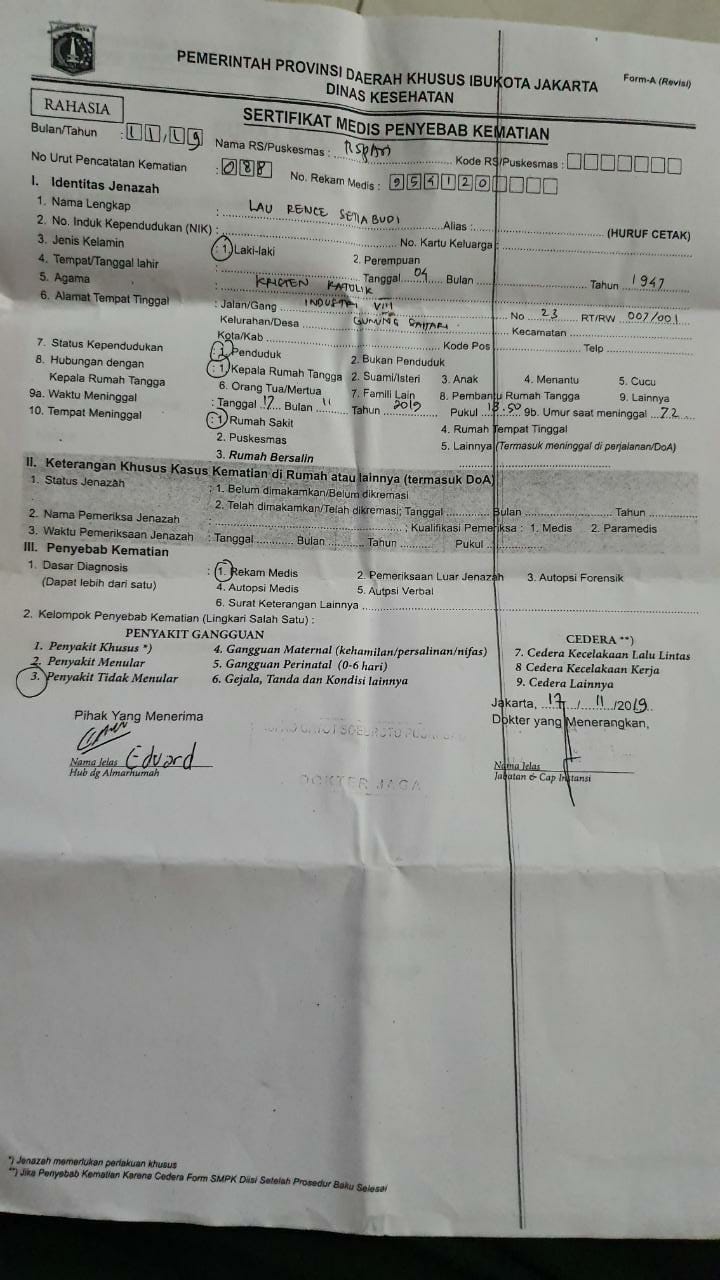 PEMERINTAH PROVINSI DAERAH KHUSUS IBUKOTA JAKARTA
Form-A (Revisi)
DINAS KESEHATAN
RAHASIA
SERTIFIKAT MEDIS PENYEBAB KEMATIAN
Bulan/Tahun : 11/19 Nama RS/Puskesmas : RSPAD Kode RS/Puskesmas :
No Urut Pencatatan Kematian : 088 No. Rekam Medis : 954120
I. Identitas Jenazah
1. Nama Lengkap : LAU RENCE SETIABUDI Alias : (HURUF CETAK)
2. No. Induk Kependudukan (NIK) : No. Kartu Keluarga :
3. Jenis Kelamin : 1. Laki-laki 2. Perempuan
4. Tempat/Tanggal lahir : Tanggal 04 Bulan Tahun 1947
5. Agama : KRISTEN KATOLIK
6. Alamat Tempat Tinggal : Jalan/Gang INDUSTRI VIII No 23 RT/RW 007/001
Kelurahan/Desa GUNUNG SAHARI Kecamatan
Kota/Kab Kode Pos Telp
7. Status Kependudukan : 1. Penduduk 2. Bukan Penduduk
8. Hubungan dengan Kepala Rumah Tangga : 1. Kepala Rumah Tangga 2. Suami/Isteri 3. Anak 4. Menantu 5. Cucu
6. Orang Tua/Mertua 7. Famili Lain 8. Pembantu Rumah Tangga 9. Lainnya
9a. Waktu Meninggal : Tanggal 17 Bulan 11 Tahun 2019 Pukul 13.50 9b. Umur saat meninggal 72
10. Tempat Meninggal : 1. Rumah Sakit 4. Rumah Tempat Tinggal
2. Puskesmas 5. Lainnya (Termasuk meninggal di perjalanan/DoA)
3. Rumah Bersalin
II. Keterangan Khusus Kasus Kematian di Rumah atau lainnya (termasuk DoA)
1. Status Jenazah : 1. Belum dimakamkan/Belum dikremasi
2. Telah dimakamkan/Telah dikremasi; Tanggal Bulan Tahun
2. Nama Pemeriksa Jenazah : ; Kualifikasi Pemeriksa : 1. Medis 2. Paramedis
3. Waktu Pemeriksaan Jenazah : Tanggal Bulan Tahun Pukul
III. Penyebab Kematian
1. Dasar Diagnosis : 1. Rekam Medis 2. Pemeriksaan Luar Jenazah 3. Autopsi Forensik
(Dapat lebih dari satu) 4. Autopsi Medis 5. Autpsi Verbal
6. Surat Keterangan Lainnya
2. Kelompok Penyebab Kematian (Lingkari Salah Satu) :
PENYAKIT GANGGUAN CEDERA **)
1. Penyakit Khusus *) 4. Gangguan Maternal (kehamilan/persalinan/nifas) 7. Cedera Kecelakaan Lalu Lintas
2. Penyakit Menular 5. Gangguan Perinatal (0-6 hari) 8 Cedera Kecelakaan Kerja
3. Penyakit Tidak Menular 6. Gejala, Tanda dan Kondisi lainnya 9. Cedera Lainnya
Jakarta, 17/11/2019
Pihak Yang Menerima Dokter yang Menerangkan,
Nama Jelas Eduard Nama Jelas
Hub dg Almarhumah DOKTER JAGA Jabatan & Cap Instansi
*) Jenazah memerlukan perlakuan khusus
**) Jika Penyebab Kematian Karena Cedera Form SMPK Diisi Setelah Prosedur Baku Selesai